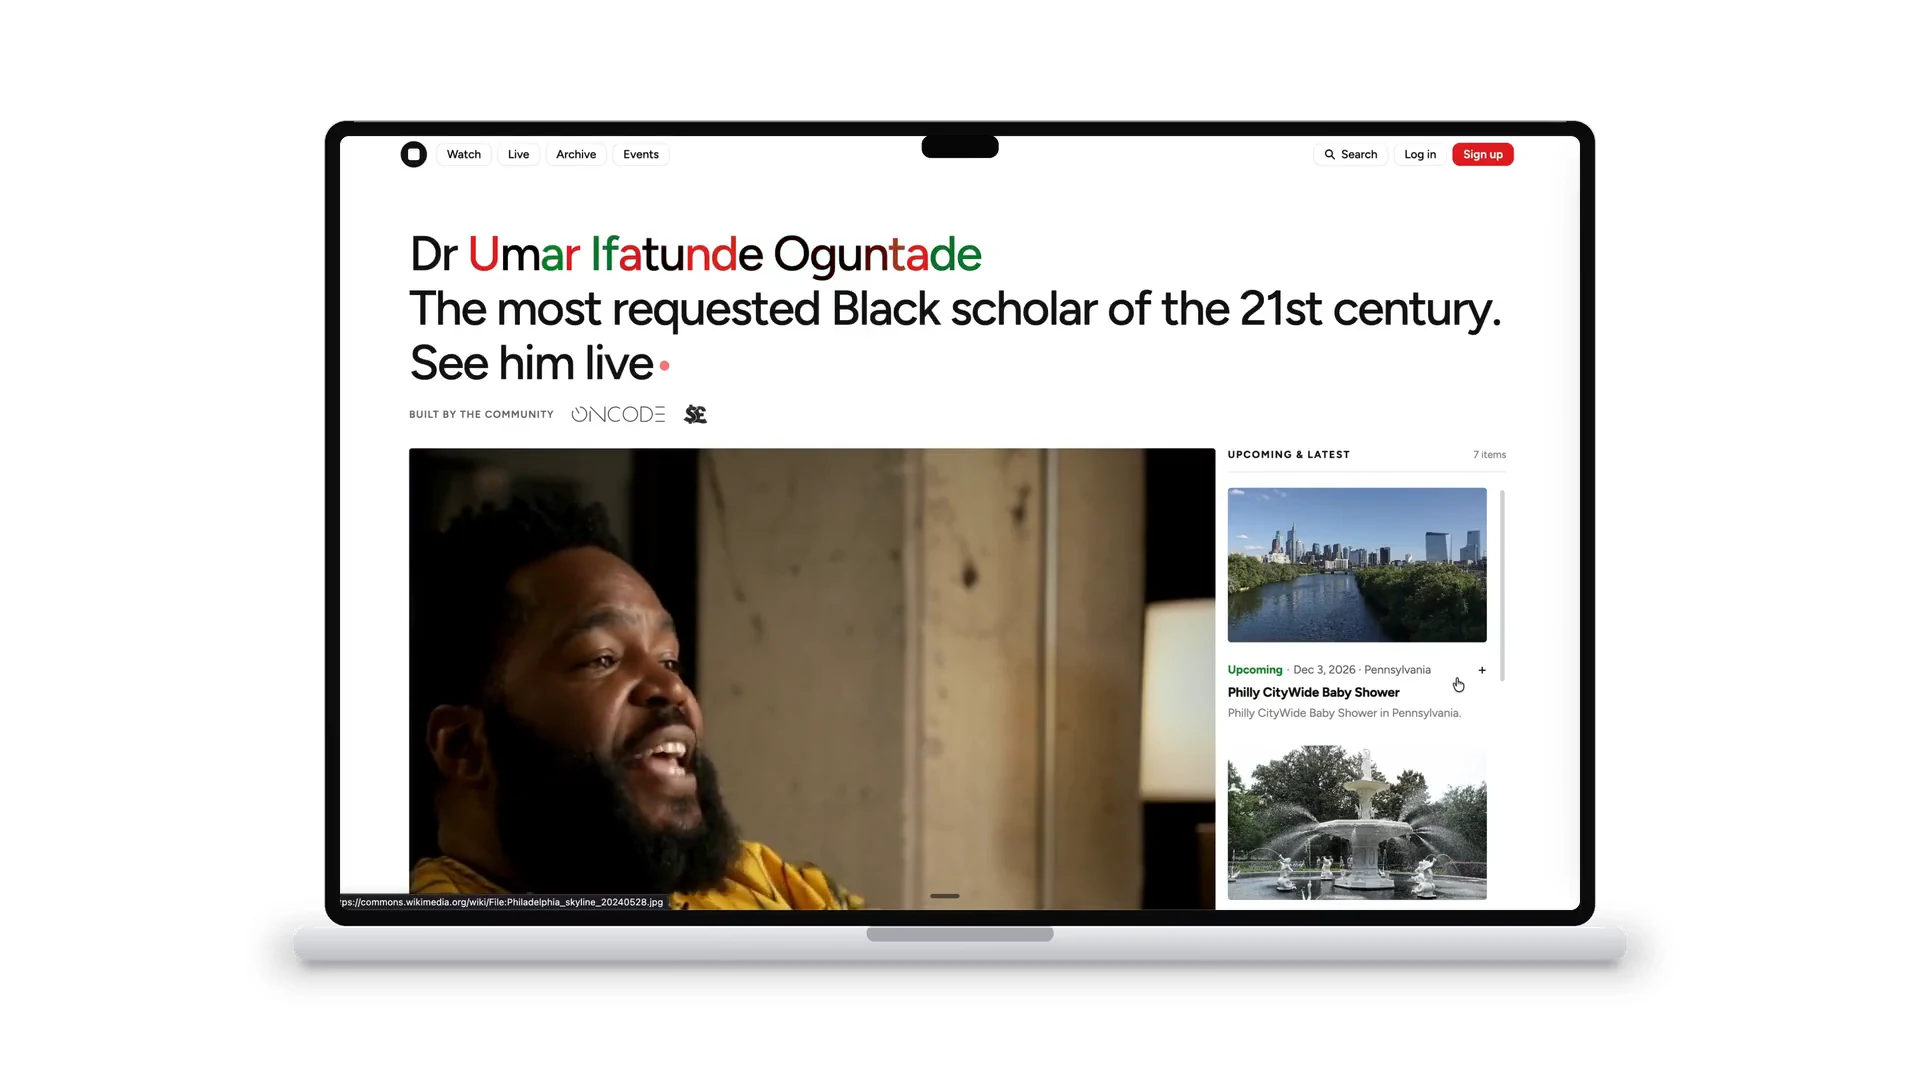 Watch
Live
Archive
Events
Search
Log in
Sign up
Dr Umar Ifatunde Oguntade
The most requested Black scholar of the 21st century.
See him live
BUILT BY THE COMMUNITY
ONCODE
UPCOMING & LATEST
7 items
Upcoming · Dec 3, 2026 · Pennsylvania
+
Philly CityWide Baby Shower
Philly CityWide Baby Shower in Pennsylvania.
ps://commons.wikimedia.org/wiki/File:Philadelphia_skyline_20240528.jpg